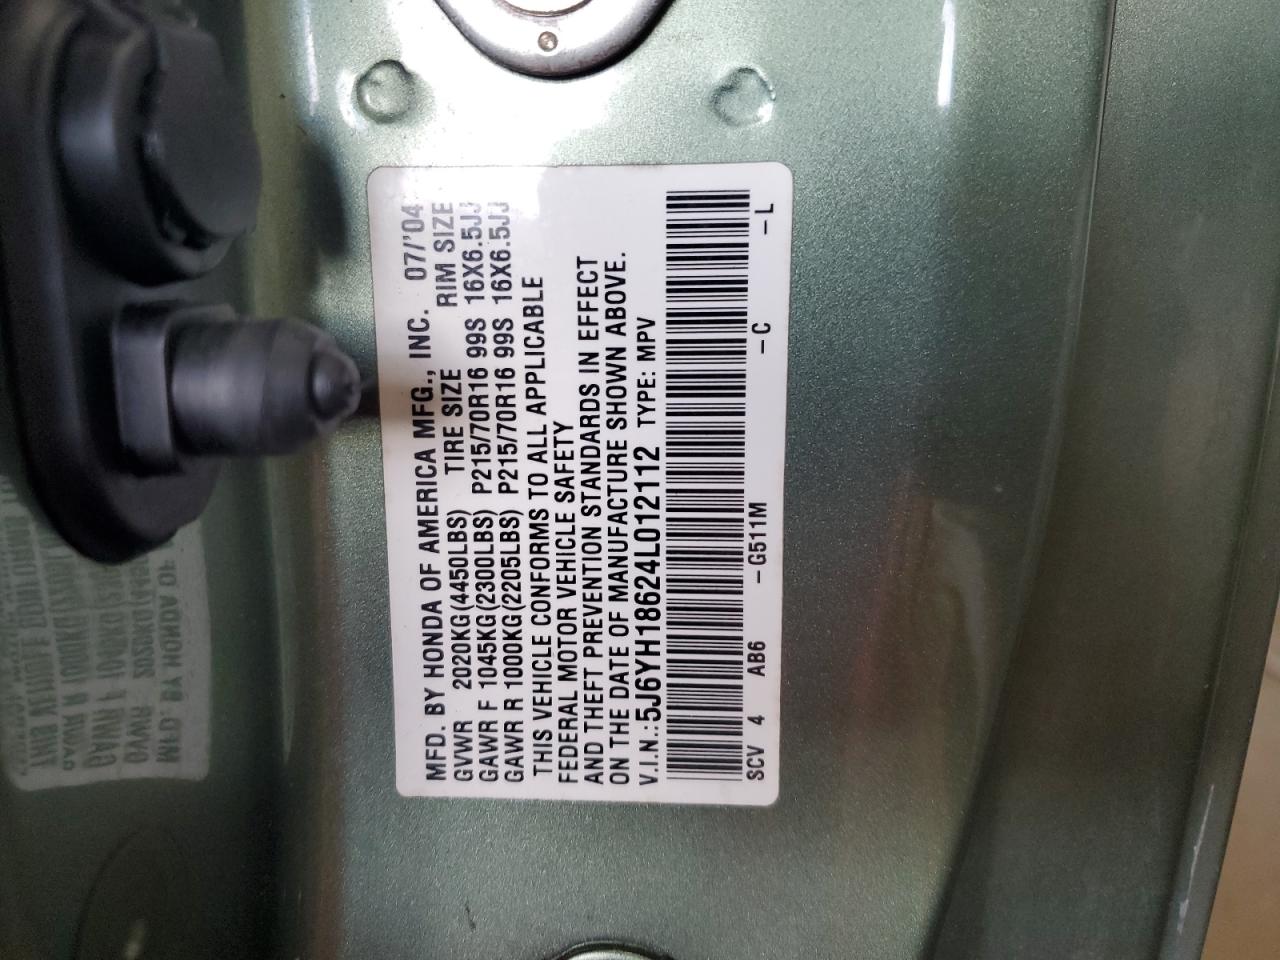 MFD. BY HONDA OF AMERICA MFG., INC. 07/'04
GVWR 2020KG(4450LBS) TIRE SIZE RIM SIZE
GAWR F 1045KG(2300LBS) P215/70R16 99S 16X6.5JJ
GAWR R 1000KG(2205LBS) P215/70R16 99S 16X6.5JJ
THIS VEHICLE CONFORMS TO ALL APPLICABLE
FEDERAL MOTOR VEHICLE SAFETY
AND THEFT PREVENTION STANDARDS IN EFFECT
ON THE DATE OF MANUFACTURE SHOWN ABOVE.
V.I.N.:5J6YH18624L012112 TYPE: MPV
SCV 4 AB6 -G511M -C -L